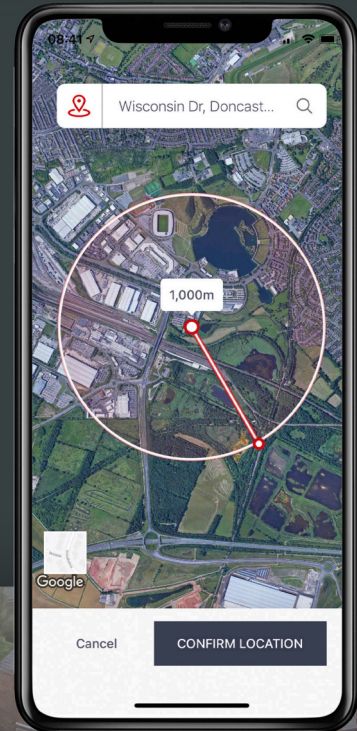 08:41
Wisconsin Dr, Doncast...
1,000m
Google
Cancel
CONFIRM LOCATION